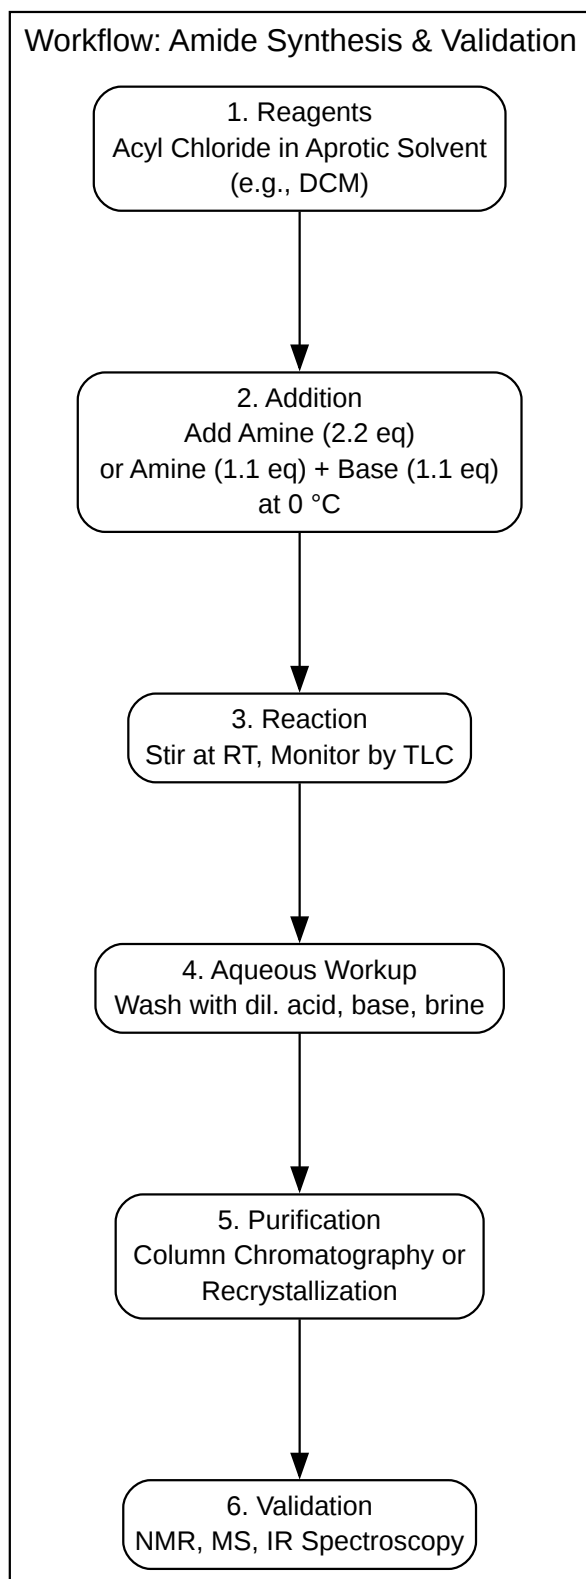 Workflow: Amide Synthesis & Validation
1. Reagents
Acyl Chloride in Aprotic Solvent
(e.g., DCM)
2. Addition
Add Amine (2.2 eq)
or Amine (1.1 eq) + Base (1.1 eq)
at 0 °C
3. Reaction
Stir at RT, Monitor by TLC
4. Aqueous Workup
Wash with dil. acid, base, brine
5. Purification
Column Chromatography or
Recrystallization
6. Validation
NMR, MS, IR Spectroscopy